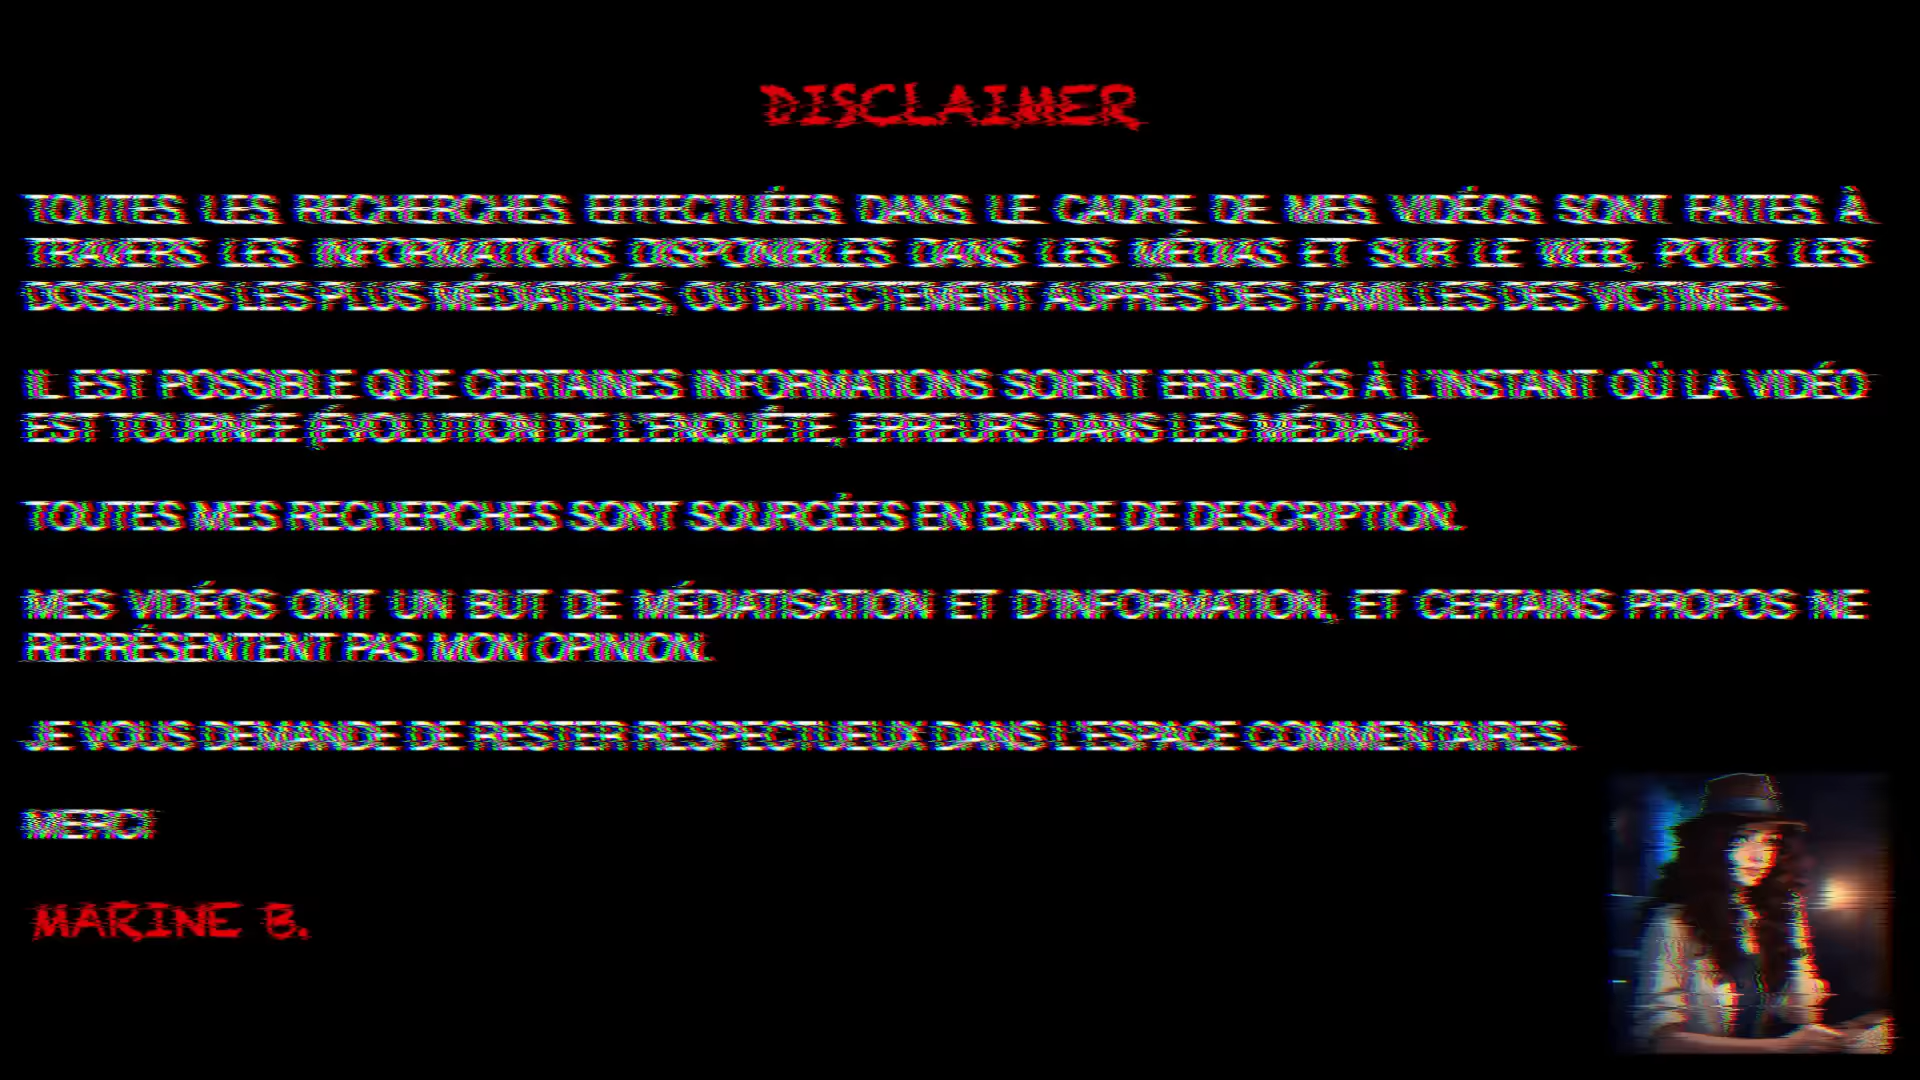 DISCLAIMER
TOUTES LES RECHERCHES EFFECTUÉES DANS LE CADRE DE MES VIDÉOS SONT FAITES À
TRAVERS LES INFORMATIONS DISPONIBLES DANS LES MÉDIAS ET SUR LE WEB, POUR LES
DOSSIERS LES PLUS MÉDIATISÉS, OU DIRECTEMENT AUPRÈS DES FAMILLES DES VICTIMES.
IL EST POSSIBLE QUE CERTAINES INFORMATIONS SOIENT ERRONÉS À L'INSTANT OÙ LA VIDÉO
EST TOURNÉE (ÉVOLUTION DE L'ENQUÊTE, ERREURS DANS LES MÉDIAS).
TOUTES MES RECHERCHES SONT SOURCÉES EN BARRE DE DESCRIPTION.
MES VIDÉOS ONT UN BUT DE MÉDIATISATION ET D'INFORMATION, ET CERTAINS PROPOS NE
REPRÉSENTENT PAS MON OPINION.
JE VOUS DEMANDE DE RESTER RESPECTUEUX DANS L'ESPACE COMMENTAIRES.
MERCI
MARINE B.